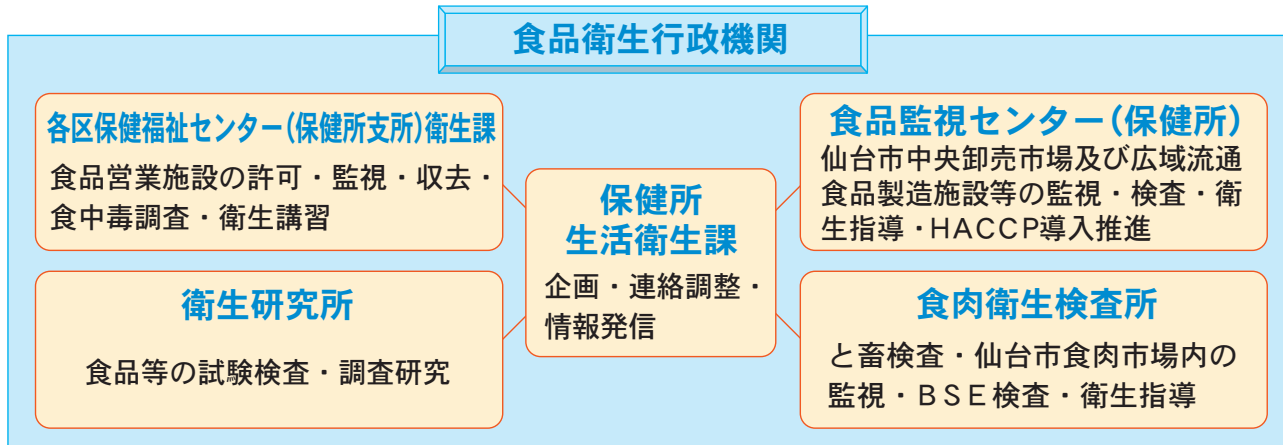 食品衛生行政機関
各区保健福祉センター(保健所支所)衛生課
食品営業施設の許可・監視・収去・
食中毒調査・衛生講習
衛生研究所
食品等の試験検査・調査研究
保健所
生活衛生課
企画・連絡調整・
情報発信
食品監視センター(保健所)
仙台市中央卸売市場及び広域流通
食品製造施設等の監視・検査・衛
生指導・HACCP導入推進
食肉衛生検査所
と畜検査・仙台市食肉市場内の
監視・BSE検査・衛生指導